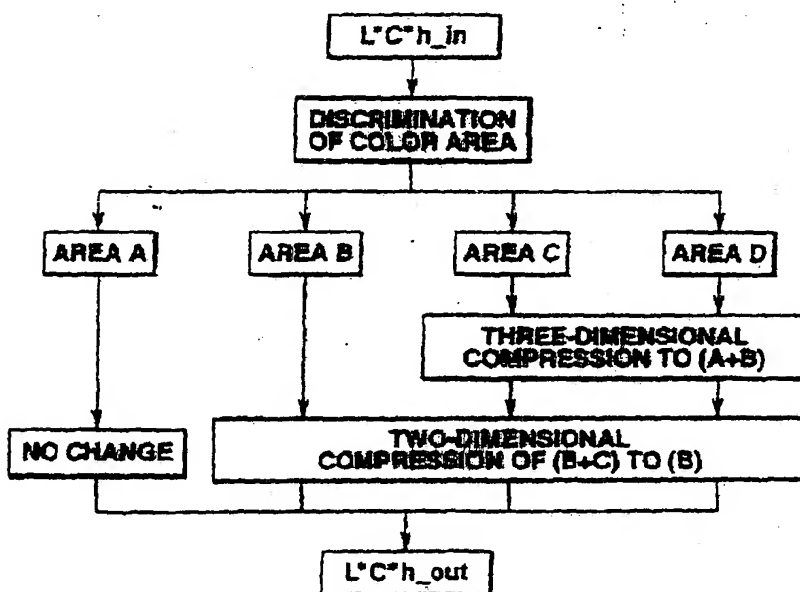 L*C*h_in
DISCRIMINATION
OF COLOR AREA
AREA A
AREA B
AREA C
AREA D
THREE-DIMENSIONAL
COMPRESSION TO (A+B)
NO CHANGE
TWO-DIMENSIONAL
COMPRESSION OF (B+C) TO (B)
L*C*h_out